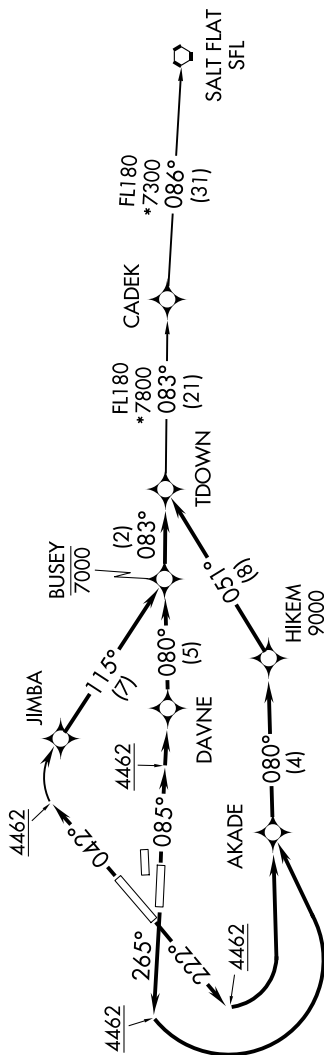 SALT FLAT
SFL
FL180
*7300
086°
(31)
CADEK
FL180
*7800
083°
(21)
TDOWN
BUSEY
7000
(2)
083°
JIMBA
115°
(7)
4462
042°
DAVNE
080°
(5)
4462
085°
265°
4462
222°
4462
AKADE
080°
(4)
HIKEM
9000
051°
(8)